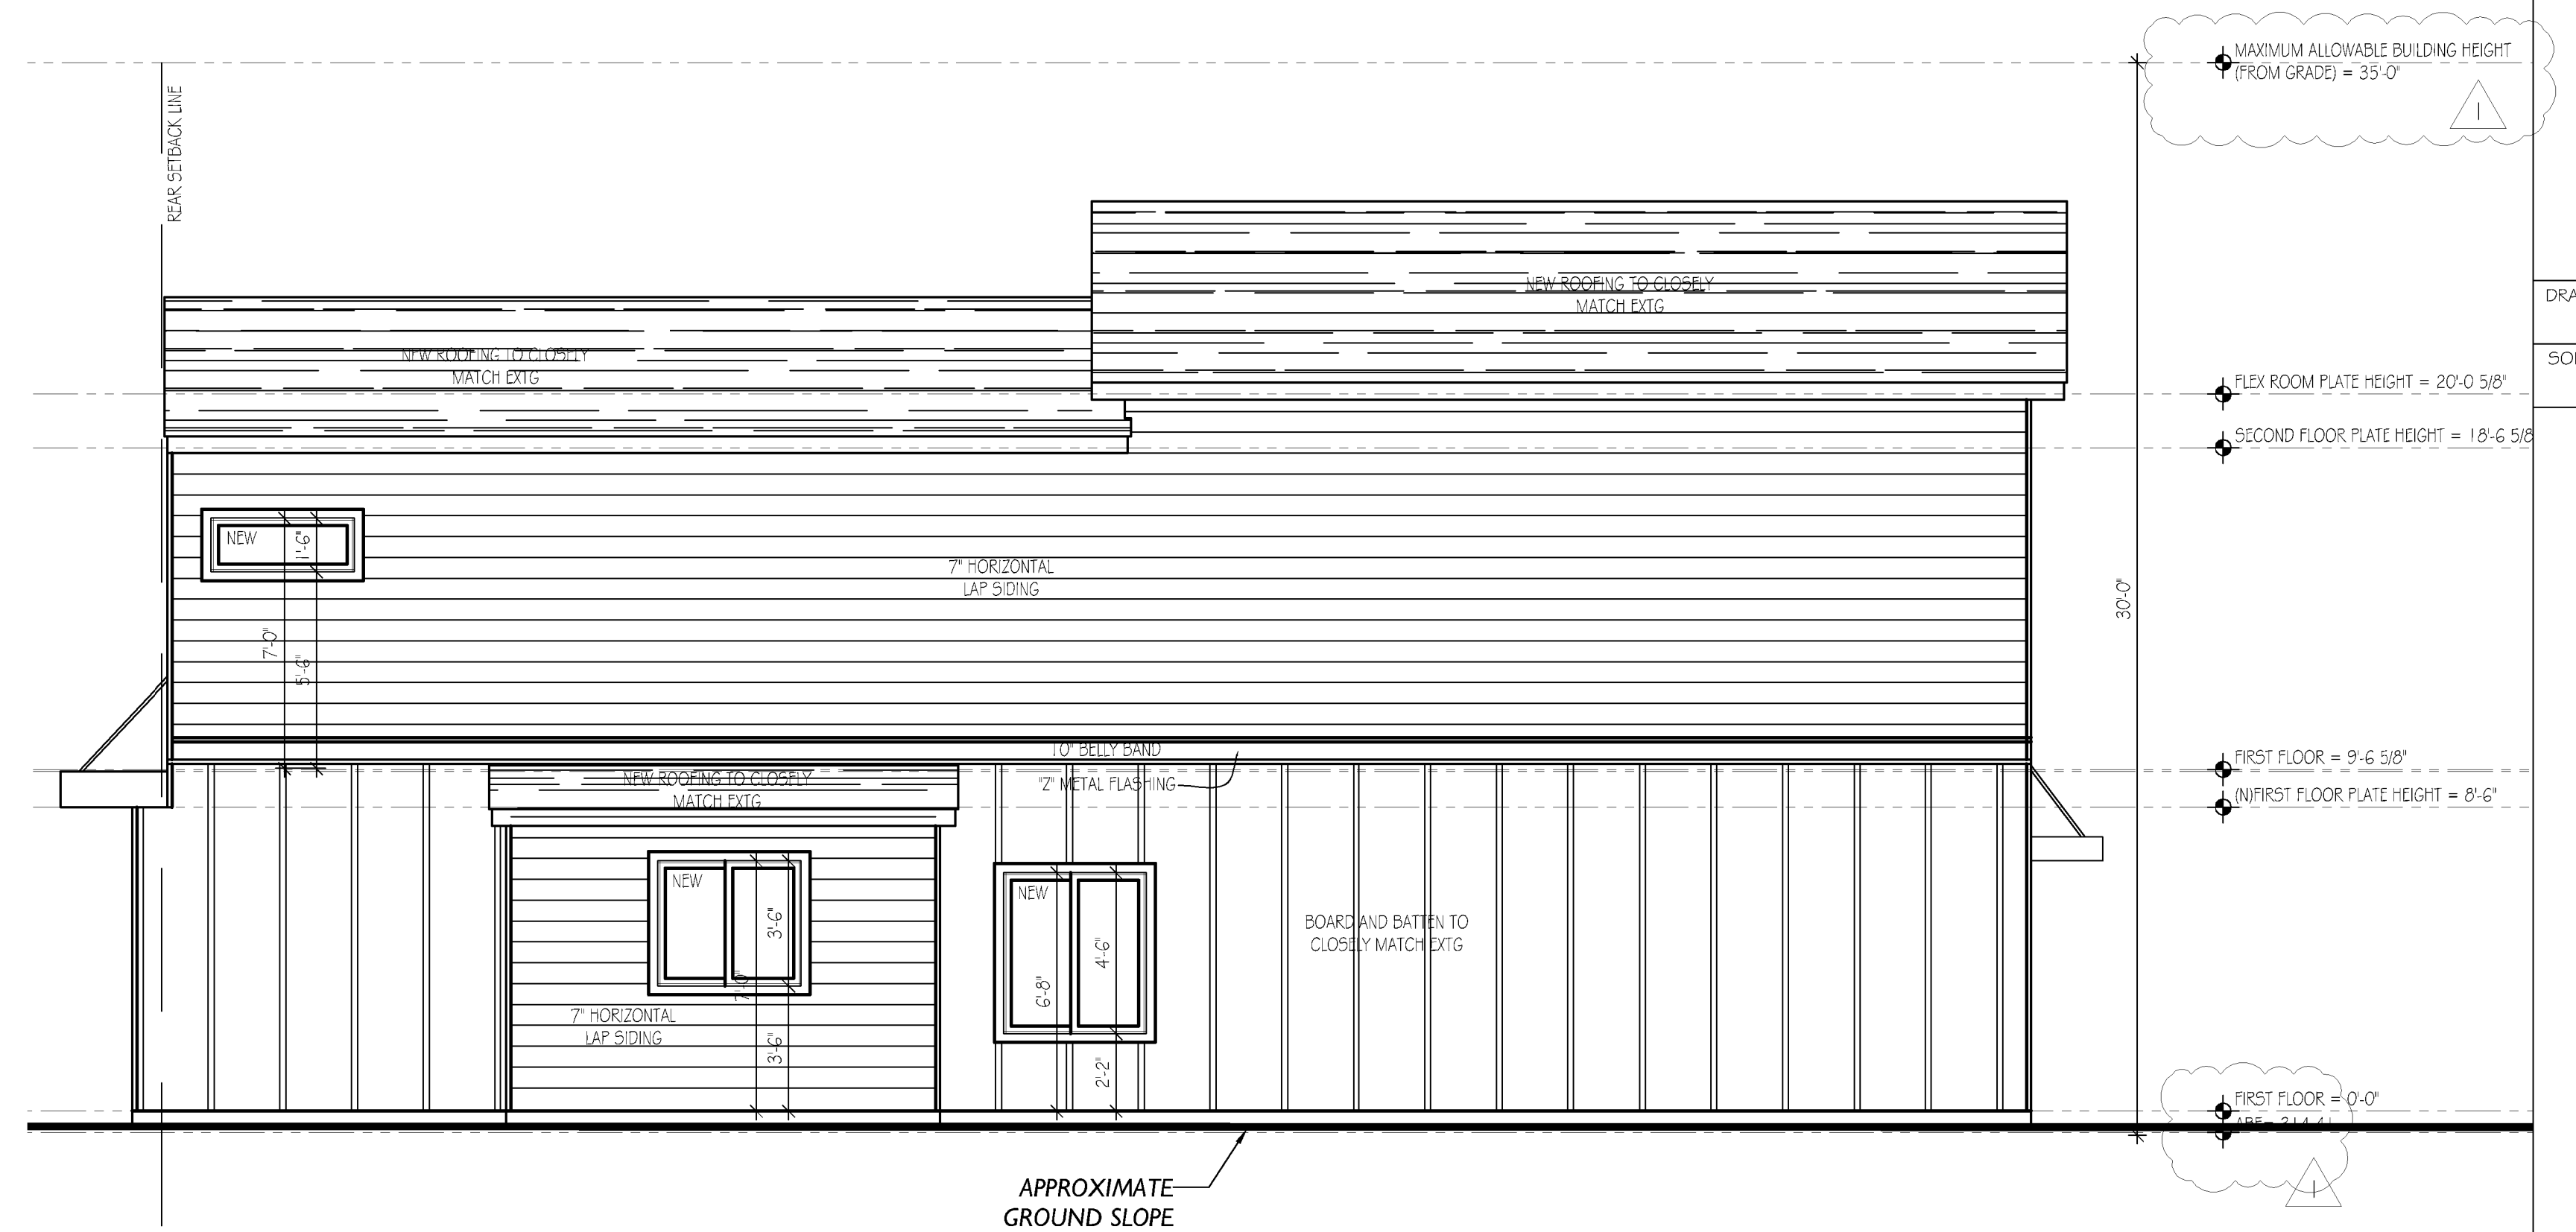 MAXIMUM ALLOWABLE BUILDING HEIGHT
(FROM GRADE) = 35'-0"
1
REAR SETBACK LINE
NEW ROOFING TO CLOSELY
MATCH EXTG
NEW ROOFING TO CLOSELY
MATCH EXTG
DRA
SO
FLEX ROOM PLATE HEIGHT = 20'-0 5/8"
SECOND FLOOR PLATE HEIGHT = 18'-6 5/8
NEW
1'-6"
7'-0"
5'-6"
7" HORIZONTAL
LAP SIDING
30'-0"
10" BELLY BAND
"Z" METAL FLASHING
NEW ROOFING TO CLOSELY
MATCH EXTG
FIRST FLOOR = 9'-6 5/8"
(N)FIRST FLOOR PLATE HEIGHT = 8'-6"
NEW
3'-6"
7'-0"
3'-6"
7" HORIZONTAL
LAP SIDING
NEW
4'-6"
6'-8"
2'-2"
BOARD AND BATTEN TO
CLOSELY MATCH EXTG
FIRST FLOOR = 0'-0"
1
APPROXIMATE
GROUND SLOPE